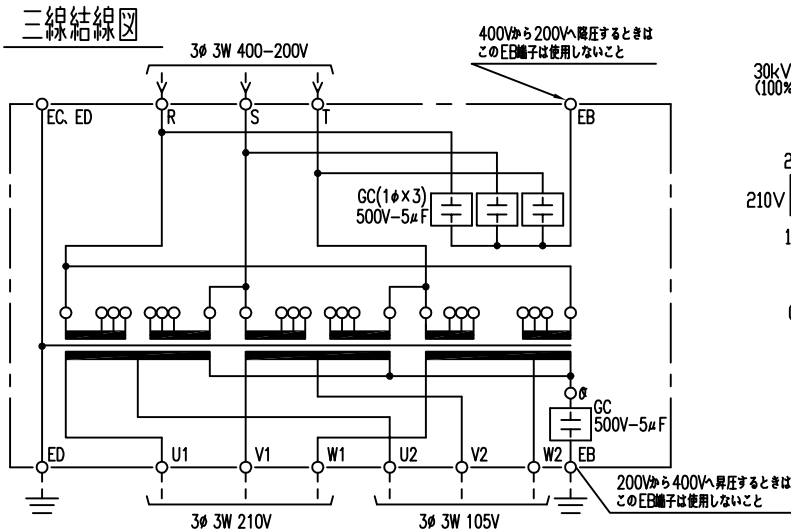 三線結線図
3φ 3W 400-200V
400Vから200Vへ降圧するときは
このEB端子は使用しないこと
30kV
(100%
EC、ED
R
S
T
EB
GC(1φ×3)
500V-5μF
210V
GC
500V-5μF
ED
U1
V1
W1
U2
V2
W2
EB
3φ 3W 210V
3φ 3W 105V
200Vから400Vへ昇圧するときは
このEB端子は使用しないこと